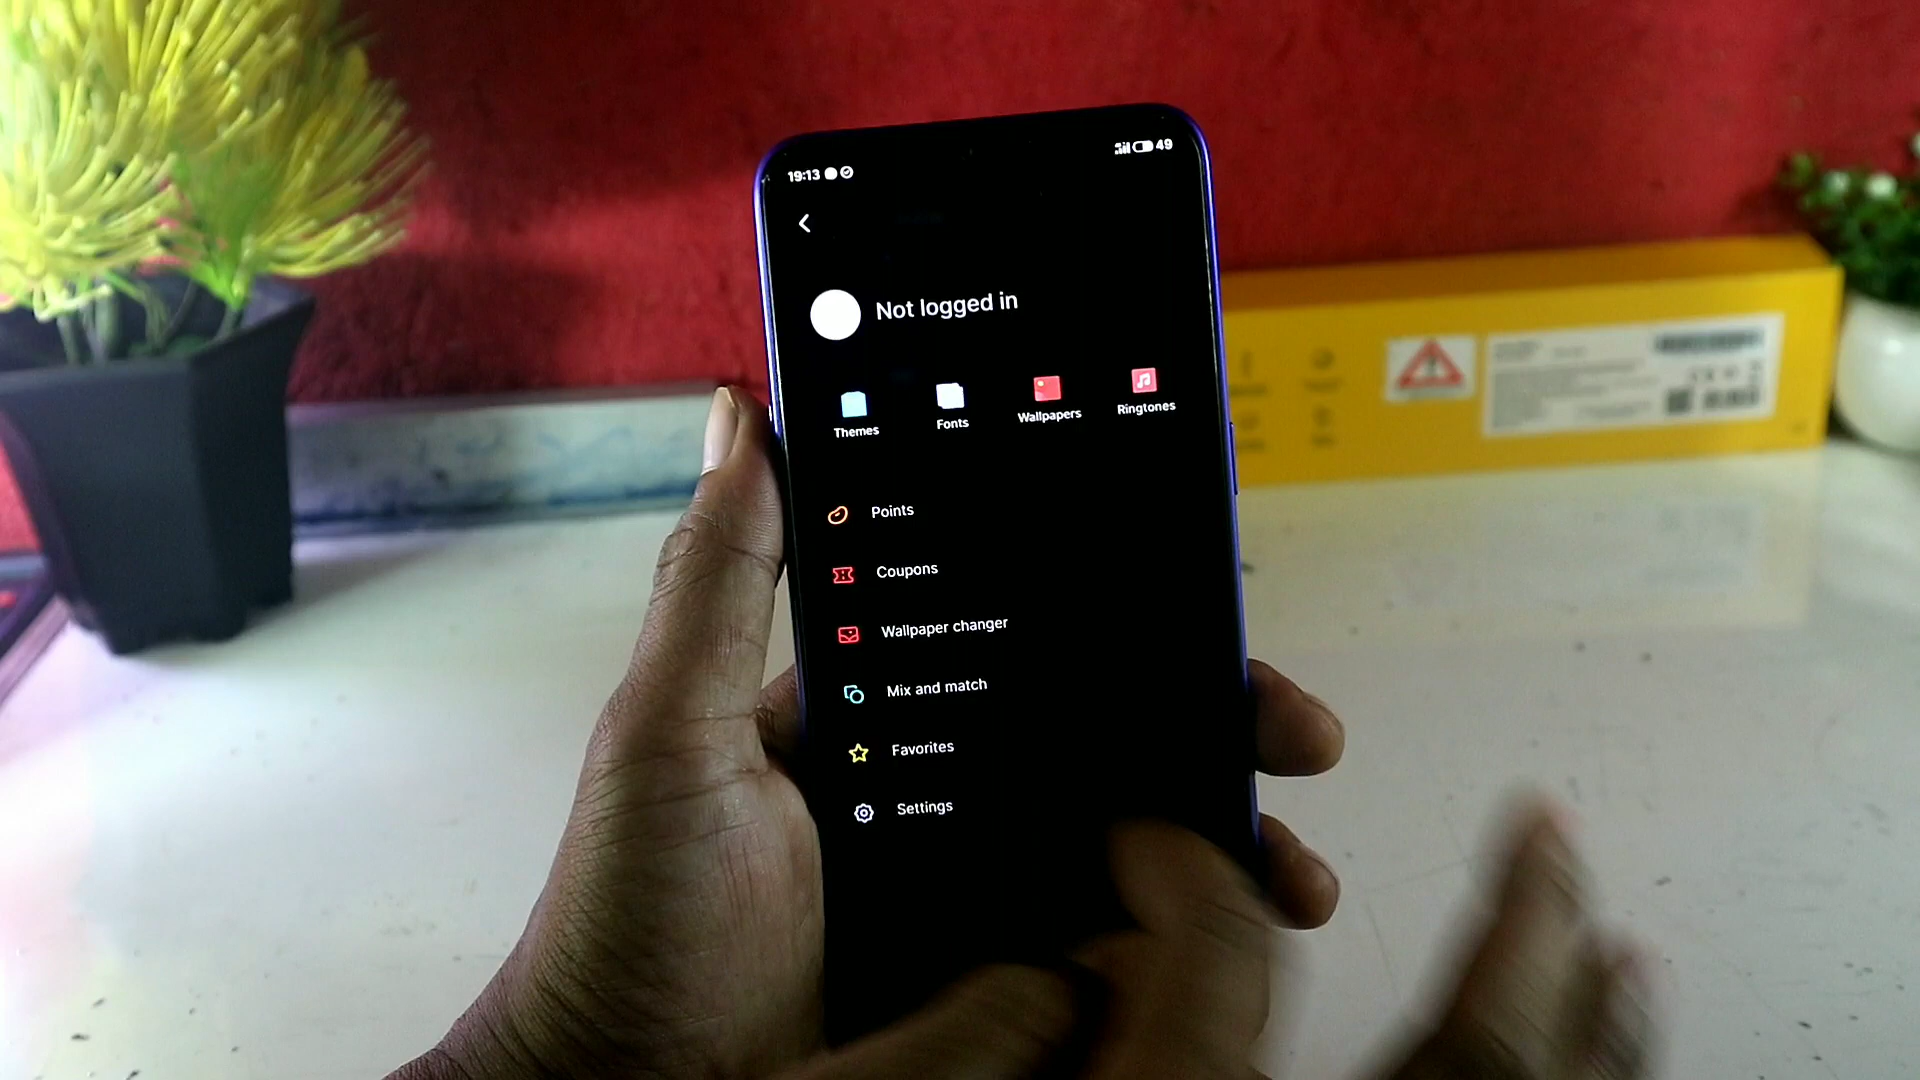 19:13
49
Not logged in
Themes
Fonts
Wallpapers
Ringtones
Points
Coupons
Wallpaper changer
Mix and match
Favorites
Settings